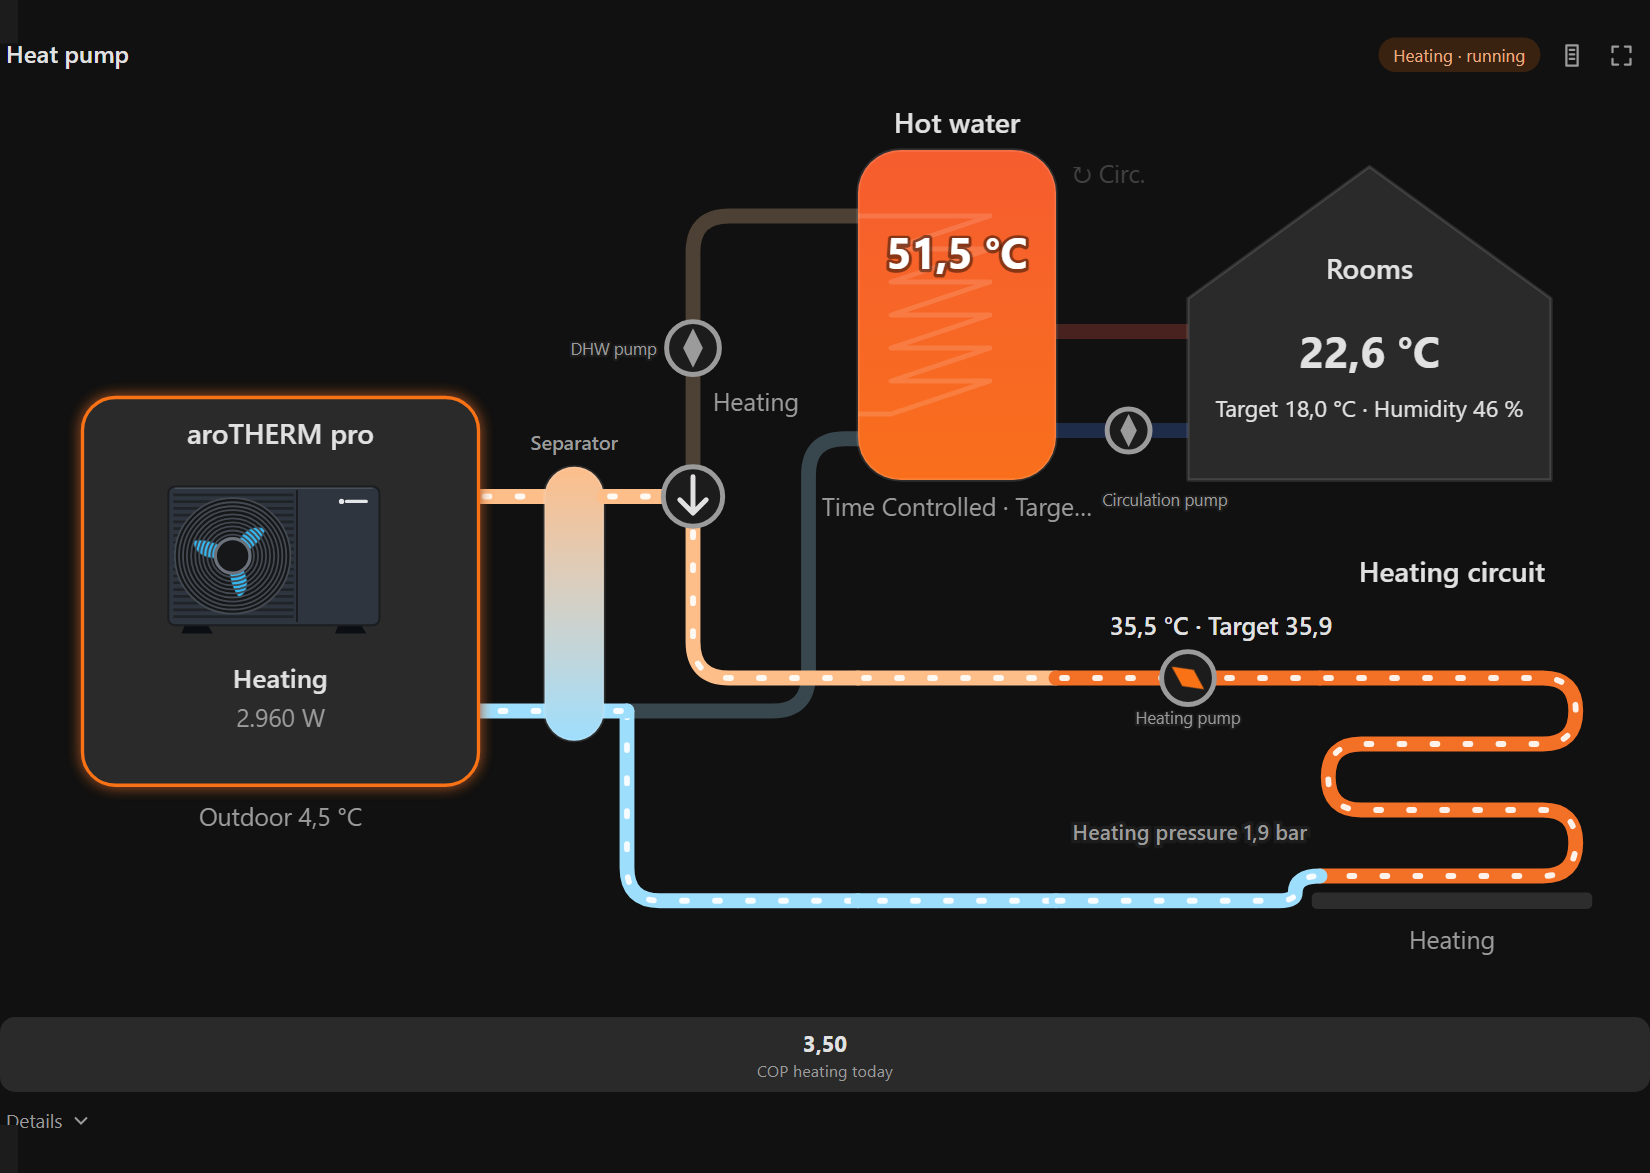 Heat pump
Heating · running
Hot water
↻ Circ.
51,5 °C
Rooms
22,6 °C
Target 18,0 °C · Humidity 46 %
DHW pump
Heating
aroTHERM pro
Separator
Time Controlled · Targe...
Circulation pump
Heating circuit
35,5 °C · Target 35,9
Heating pump
Heating
2.960 W
Outdoor 4,5 °C
Heating pressure 1,9 bar
Heating
3,50
COP heating today
Details